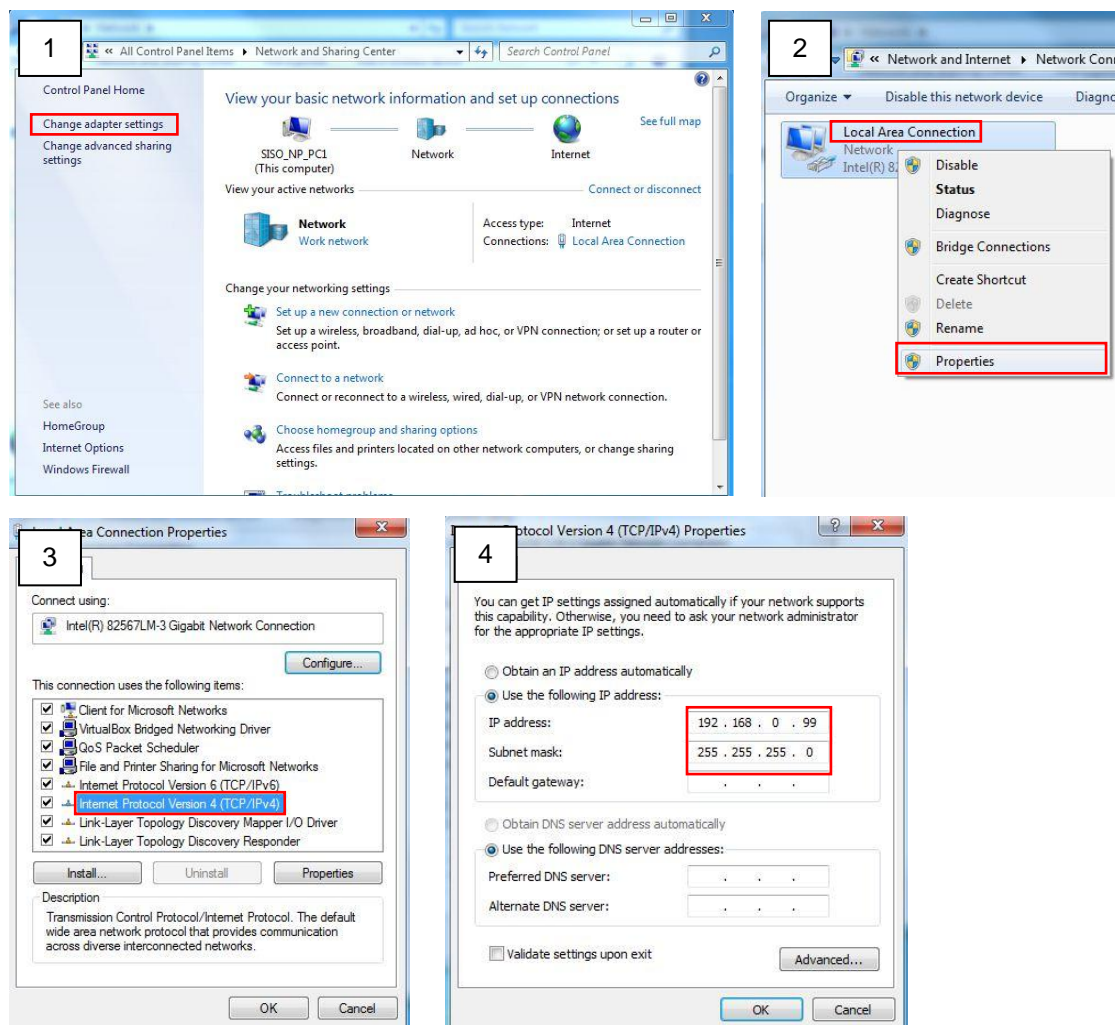 1
« All Control Panel Items ▸ Network and Sharing Center
Search Control Panel
Control Panel Home
Change adapter settings
Change advanced sharing
settings
See also
HomeGroup
Internet Options
Windows Firewall
View your basic network information and set up connections
See full map
SISO_NP_PC1
(This computer)
Network
Internet
View your active networks
Connect or disconnect
Network
Work network
Access type: Internet
Connections: Local Area Connection
Change your networking settings
Set up a new connection or network
Set up a wireless, broadband, dial-up, ad hoc, or VPN connection; or set up a router or
access point.
Connect to a network
Connect or reconnect to a wireless, wired, dial-up, or VPN network connection.
Choose homegroup and sharing options
Access files and printers located on other network computers, or change sharing
settings.
2
« Network and Internet ▸ Network Conn
Organize Disable this network device Diagno
Local Area Connection
Network
Intel(R) 8
Disable
Status
Diagnose
Bridge Connections
Create Shortcut
Delete
Rename
Properties
3
Connection Properties
Connect using:
Intel(R) 82567LM-3 Gigabit Network Connection
Configure...
This connection uses the following items:
Client for Microsoft Networks
VirtualBox Bridged Networking Driver
QoS Packet Scheduler
File and Printer Sharing for Microsoft Networks
Internet Protocol Version 6 (TCP/IPv6)
Internet Protocol Version 4 (TCP/IPv4)
Link-Layer Topology Discovery Mapper I/O Driver
Link-Layer Topology Discovery Responder
Install... Uninstall Properties
Description
Transmission Control Protocol/Internet Protocol. The default
wide area network protocol that provides communication
across diverse interconnected networks.
OK Cancel
4
otocol Version 4 (TCP/IPv4) Properties
You can get IP settings assigned automatically if your network supports
this capability. Otherwise, you need to ask your network administrator
for the appropriate IP settings.
Obtain an IP address automatically
Use the following IP address:
IP address: 192 . 168 . 0 . 99
Subnet mask: 255 . 255 . 255 . 0
Default gateway: . . .
Obtain DNS server address automatically
Use the following DNS server addresses:
Preferred DNS server: . . .
Alternate DNS server: . . .
Validate settings upon exit
Advanced...
OK Cancel